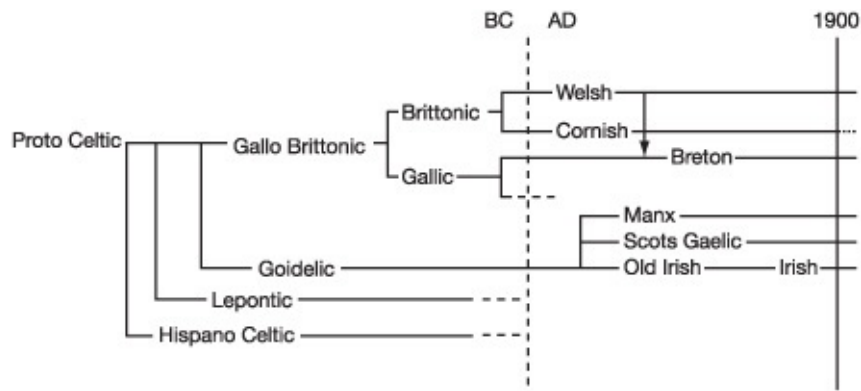 BC AD 1900
Welsh
Brittonic
Cornish
Proto Celtic
Gallo Brittonic
Breton
Gallic
Manx
Scots Gaelic
Goidelic
Old Irish
Irish
Lepontic
Hispano Celtic